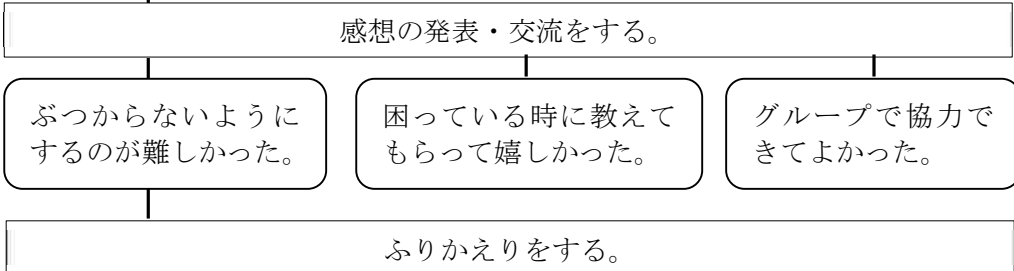 感想の発表・交流をする。
ぶつからないように
するのが難しかった。
困っている時に教えて
もらって嬉しかった。
グループで協力で
きてよかった。
ふりかえりをする。